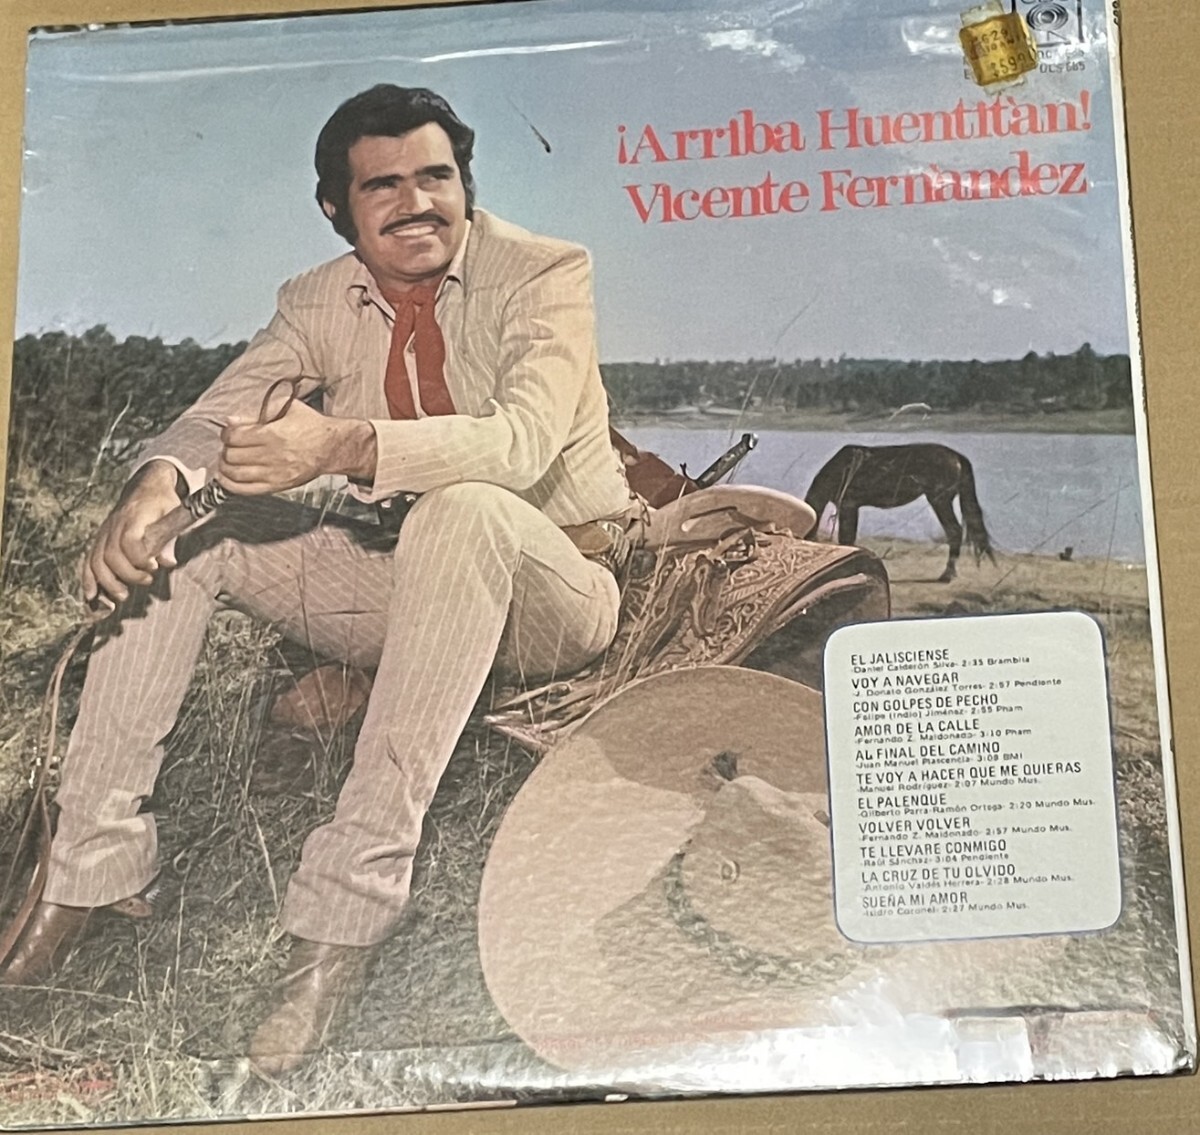 DCS 685
¡Arriba Huentitàn!
Vicente Fernàndez
EL JALISCIENSE
-Daniel Calderón Silva- 2:35 Brambila
VOY A NAVEGAR
-J. Donato González Torres- 2:57 Pendiente
CON GOLPES DE PECHO
-Felipe (Indio) Jiménez- 2:55 Pham
AMOR DE LA CALLE
-Fernando Z. Maldonado- 3:10 Pham
AL FINAL DEL CAMINO
-Juan Manuel Plascencia- 3:08 BMI
TE VOY A HACER QUE ME QUIERAS
-Manuel Rodríguez- 2:07 Mundo Mus.
EL PALENQUE
-Gilberto Parra-Ramón Ortega- 2:20 Mundo Mus.
VOLVER VOLVER
-Fernando Z. Maldonado- 2:57 Mundo Mus.
TE LLEVARE CONMIGO
-Raúl Sánchez- 3:04 Pendiente
LA CRUZ DE TU OLVIDO
-Antonio Valdés Herrera- 2:28 Mundo Mus.
SUEÑA MI AMOR
-Isidro Coronel- 2:27 Mundo Mus.